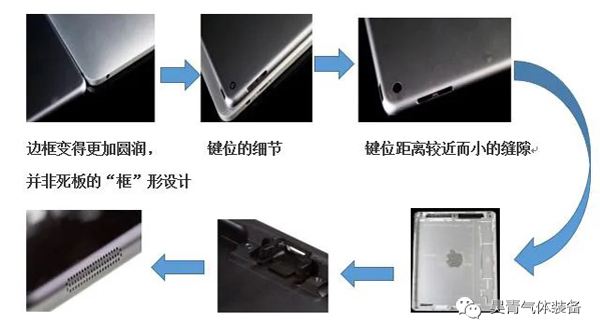 边框变得更加圆润，
并非死板的“框”形设计
键位的细节
键位距离较近而小的缝隙
昊青气体装备